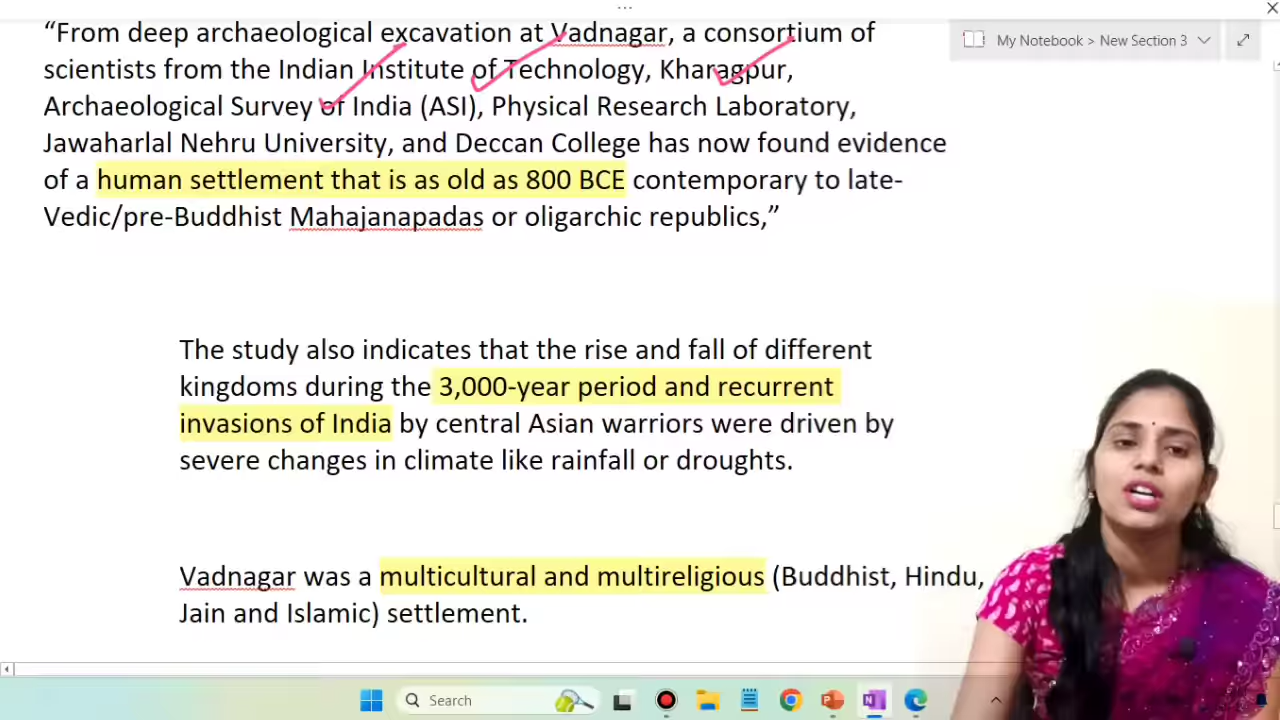 “From deep archaeological excavation at Vadnagar, a consortium of
scientists from the Indian Institute of Technology, Kharagpur,
Archaeological Survey of India (ASI), Physical Research Laboratory,
Jawaharlal Nehru University, and Deccan College has now found evidence
of a human settlement that is as old as 800 BCE contemporary to late-
Vedic/pre-Buddhist Mahajanapadas or oligarchic republics,”
My Notebook > New Section 3
The study also indicates that the rise and fall of different
kingdoms during the 3,000-year period and recurrent
invasions of India by central Asian warriors were driven by
severe changes in climate like rainfall or droughts.
Vadnagar was a multicultural and multireligious (Buddhist, Hindu,
Jain and Islamic) settlement.
Search